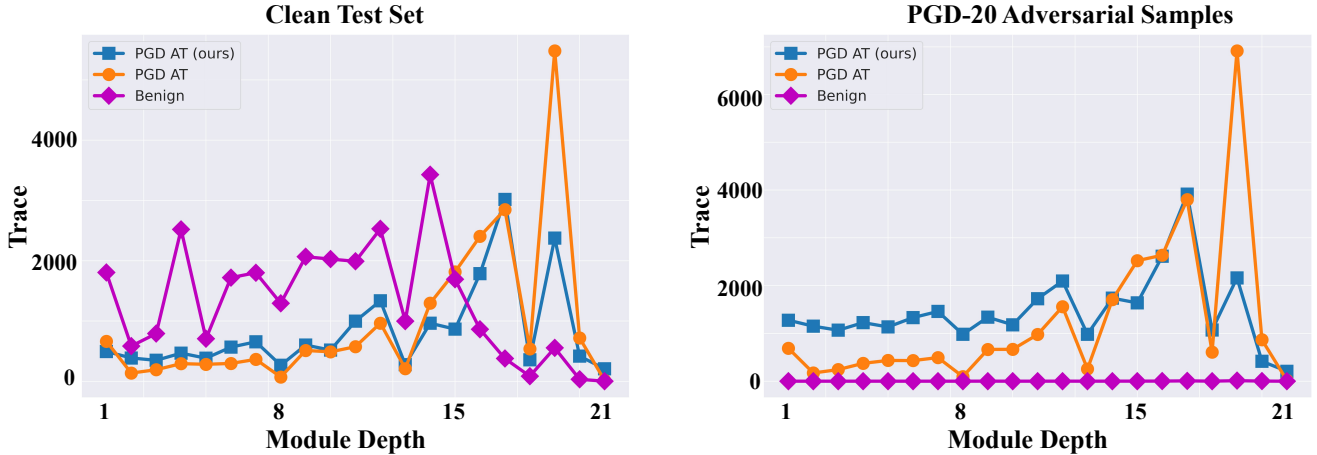 Clean Test Set
PGD AT (ours)
PGD AT
Benign
4000
2000
0
Trace
1 8 15 21
Module Depth
PGD-20 Adversarial Samples
PGD AT (ours)
PGD AT
Benign
6000
4000
2000
0
Trace
1 8 15 21
Module Depth